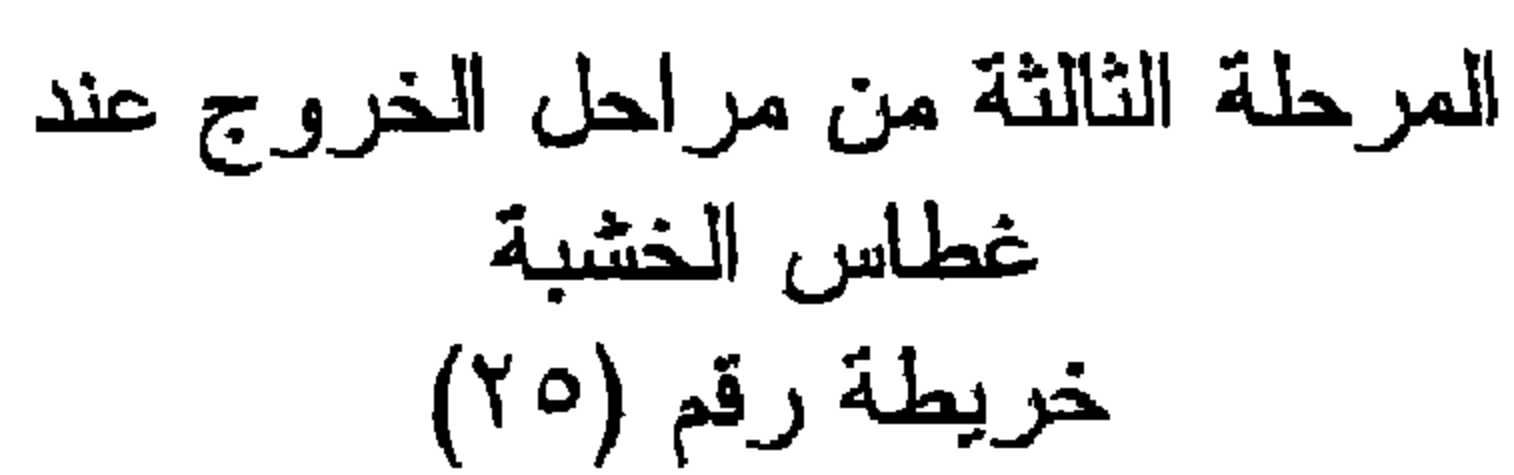 المرحلة الثالثة من مراحل الخروج عند
غطاس الخشبة
خريطة رقم (٢٥)